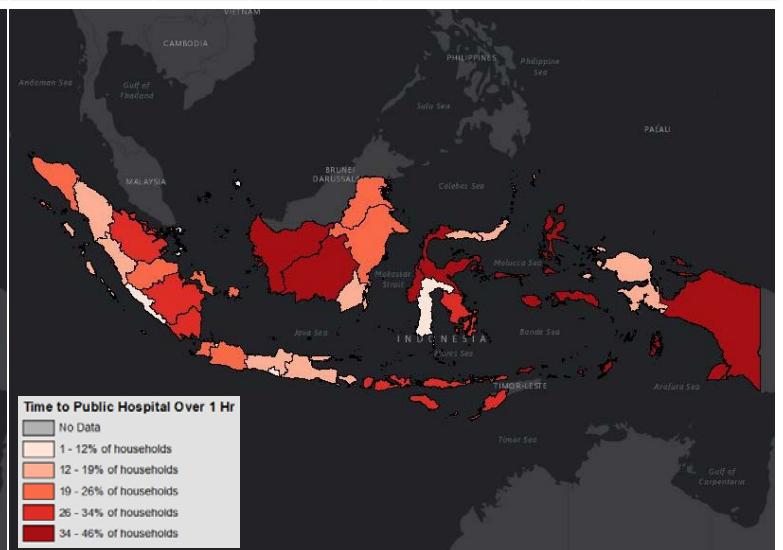 VIETNAM
CAMBODIA
PHILIPPINES
Philippine
Sea
Andaman Sea
Gulf of
Thailand
Sulu Sea
PALAU
MALAYSIA
BRUNEI
DARUSSALA
Celebes Sea
Makassar
Strait
Molucca Sea
Java Sea
INDONESIA
Banda Sea
Flores Sea
TIMOR-LESTE
Arafura Sea
Timor Sea
Gulf of
Carpentaria
Time to Public Hospital Over 1 Hr
No Data
1 - 12% of households
12 - 19% of households
19 - 26% of households
26 - 34% of households
34 - 46% of households